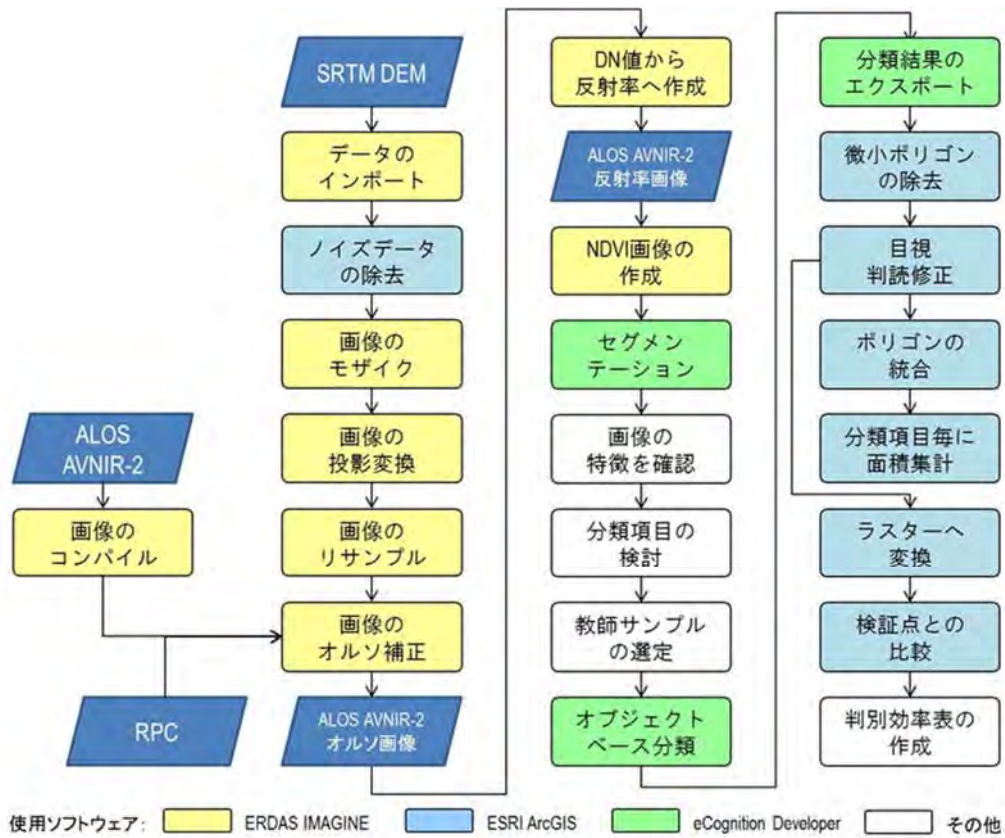 SRTM DEM
データの
インポート
ノイズデータ
の除去
画像の
モザイク
画像の
投影変換
画像の
リサンプル
画像の
オルソ補正
ALOS AVNIR-2
オルソ画像
ALOS
AVNIR-2
画像の
コンパイル
RPC
DN値から
反射率へ作成
ALOS AVNIR-2
反射率画像
NDVI画像の
作成
セグメン
テーション
画像の
特徴を確認
分類項目の
検討
教師サンプル
の選定
オブジェクト
ベース分類
分類結果の
エクスポート
微小ポリゴン
の除去
目視
判読修正
ポリゴンの
統合
分類項目毎に
面積集計
ラスターへ
変換
検証点との
比較
判別効率表の
作成
使用ソフトウェア: ERDAS IMAGINE ESRI ArcGIS eCognition Developer その他